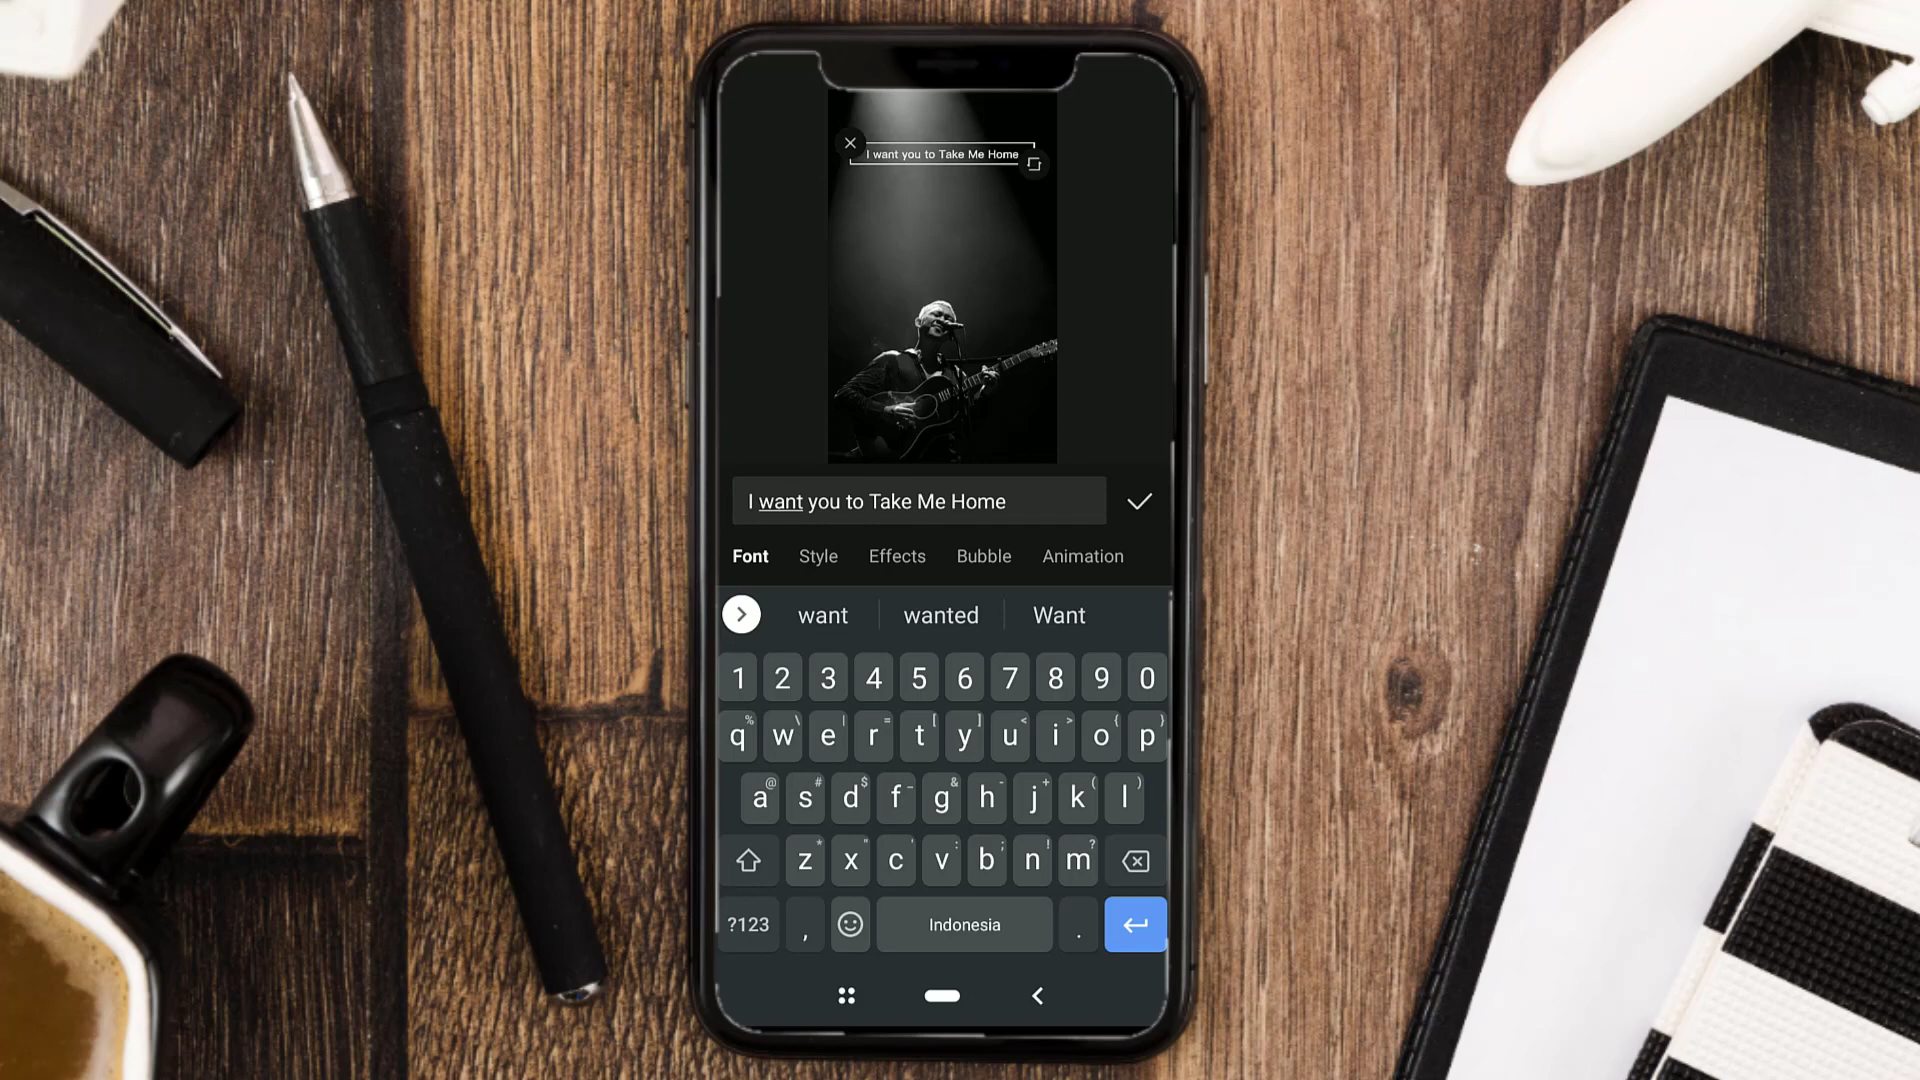 I want you to Take Me Home
I want you to Take Me Home
Font Style Effects Bubble Animation
want wanted Want
1 2 3 4 5 6 7 8 9 0
% \ | = [ ] < > { }
q w e r t y u i o p
@ # $ - & - + ( )
a s d f g h j k l
* " ' : ; ! ?
z x c v b n m
?123 , Indonesia .